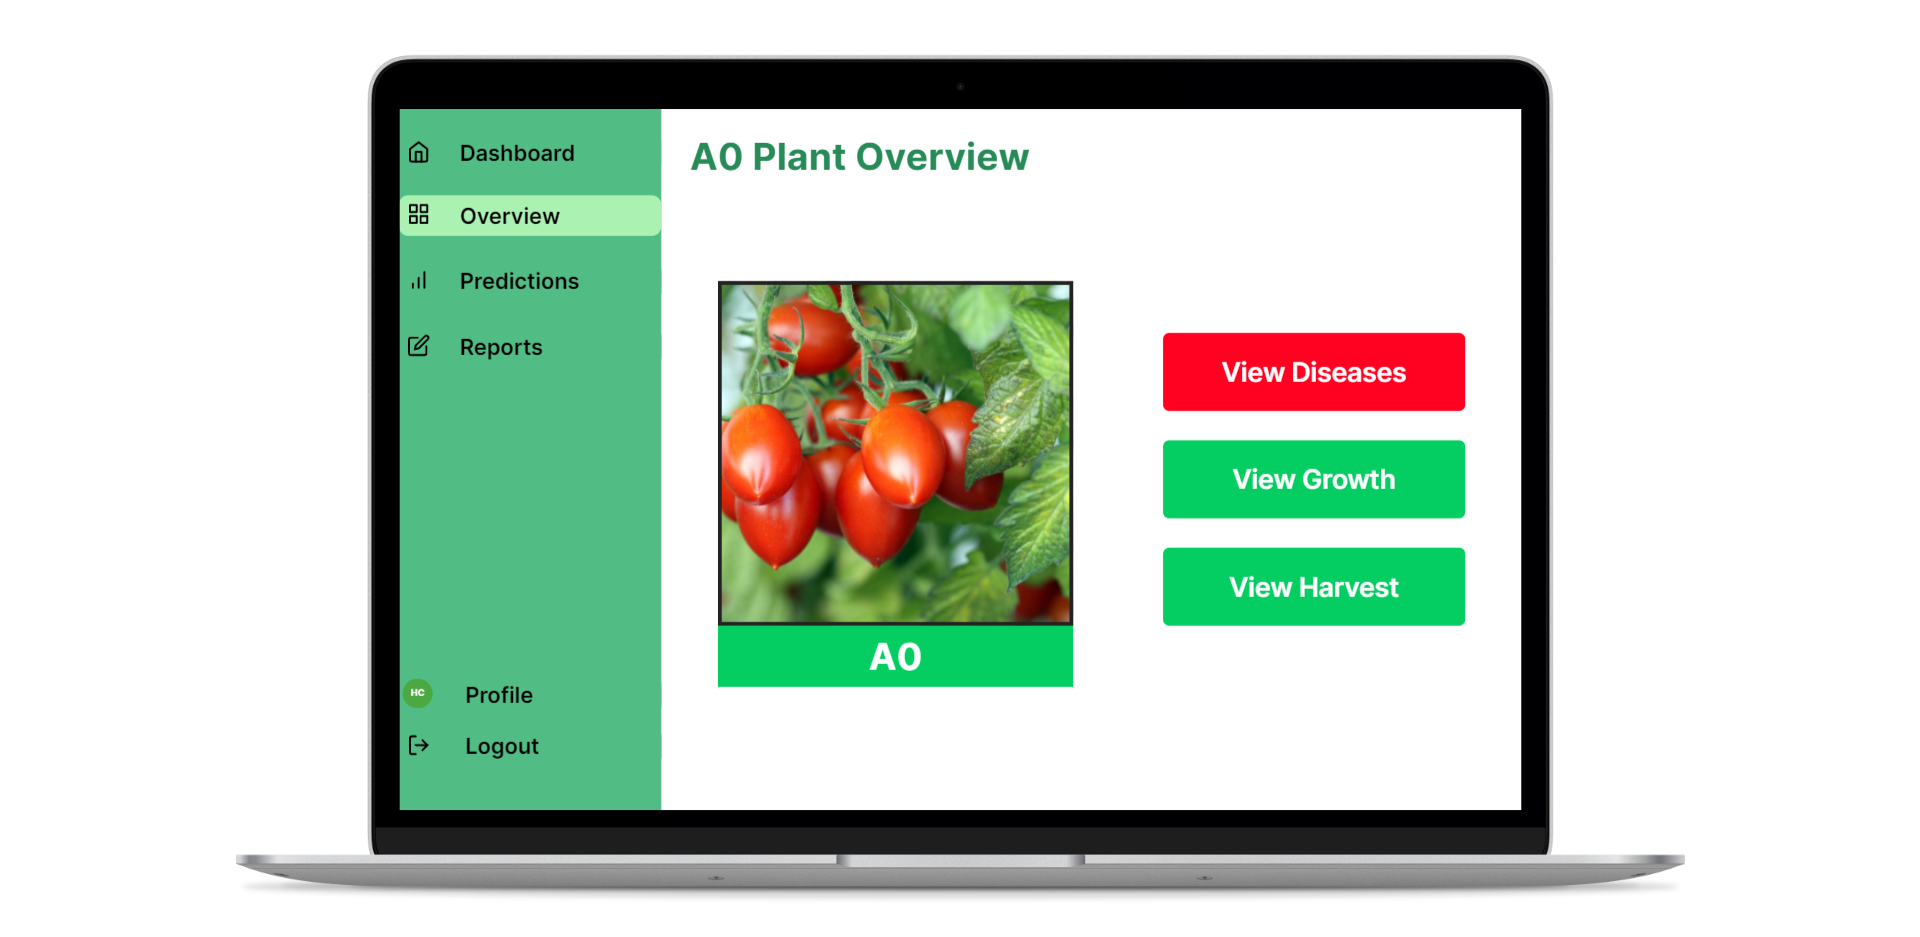 Dashboard
Overview
Predictions
Reports
HC
Profile
Logout
A0 Plant Overview
A0
View Diseases
View Growth
View Harvest